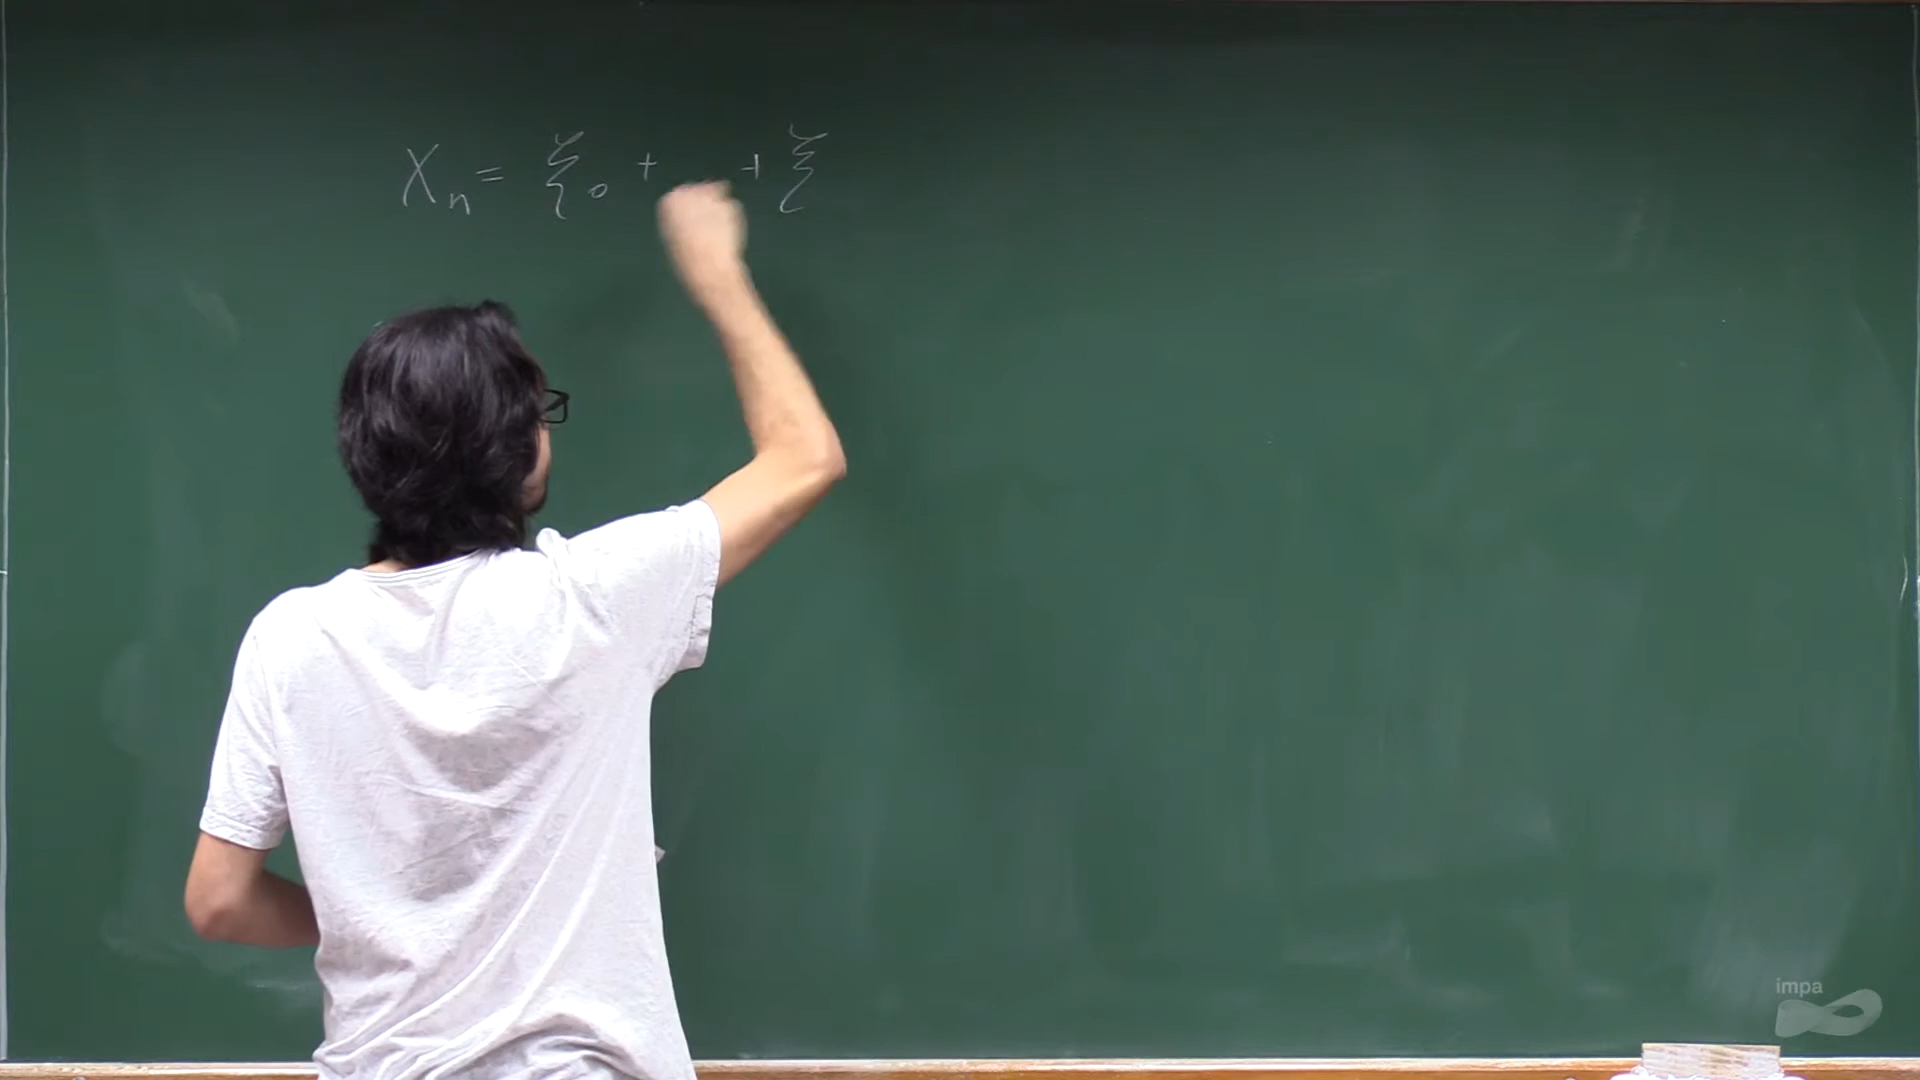 Xₙ = ξ₀ + .. + ξ
impa